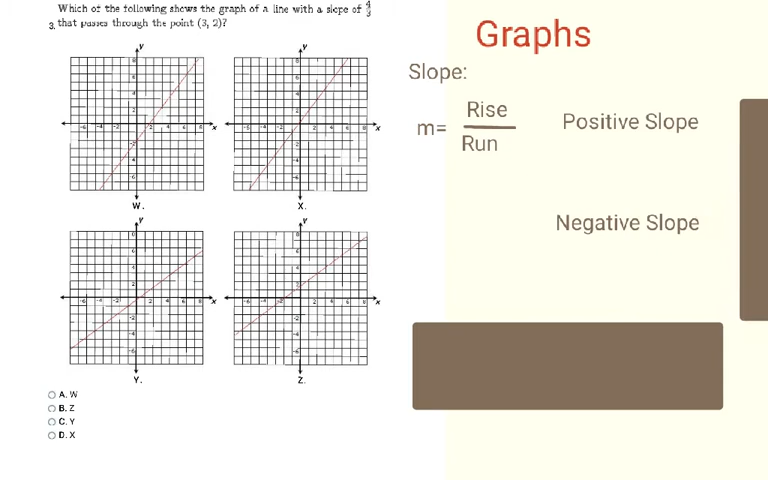 Which of the following shows the graph of a line with a slope of 4/3
3. that passes through the point (3, 2)?
W.
X.
Y.
Z.
A. W
B. Z
C. Y
D. X
Graphs
Slope:
m= Rise
Run
Positive Slope
Negative Slope